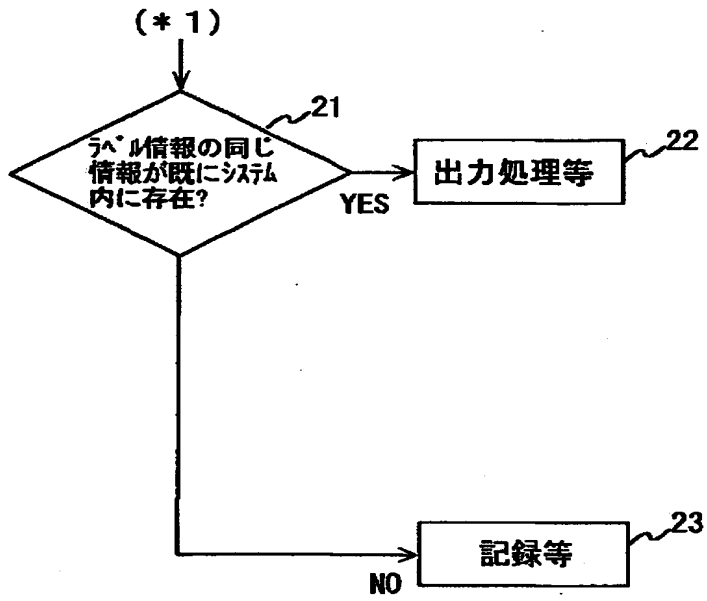 (＊1)
21
ﾗﾍﾞﾙ情報の同じ
情報が既にｼｽﾃﾑ
内に存在?
22
出力処理等
YES
23
記録等
NO